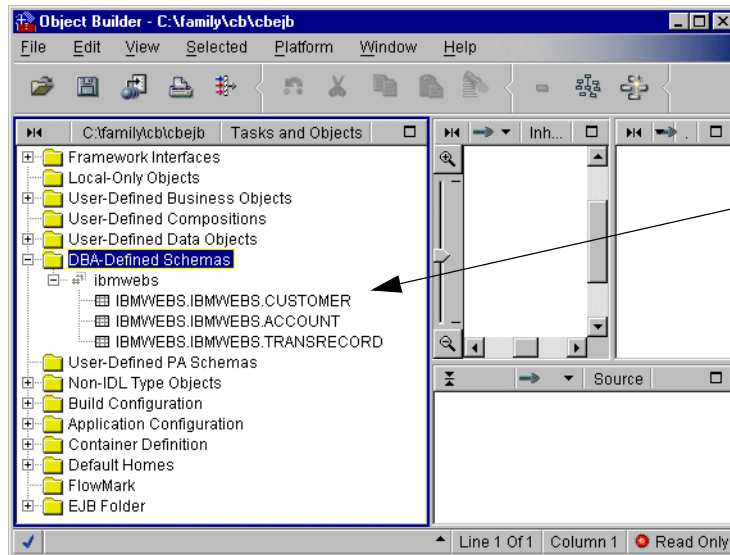 Object Builder - C:\family\cb\cbejb
File Edit View Selected Platform Window Help
C:\family\cb\cbejb Tasks and Objects
Inh...
.
Framework Interfaces
Local-Only Objects
User-Defined Business Objects
User-Defined Compositions
User-Defined Data Objects
DBA-Defined Schemas
ibmwebs
IBMWEBS.IBMWEBS.CUSTOMER
IBMWEBS.IBMWEBS.ACCOUNT
IBMWEBS.IBMWEBS.TRANSRECORD
User-Defined PA Schemas
Non-IDL Type Objects
Build Configuration
Application Configuration
Container Definition
Default Homes
FlowMark
EJB Folder
Source
Line 1 Of 1 Column 1 Read Only